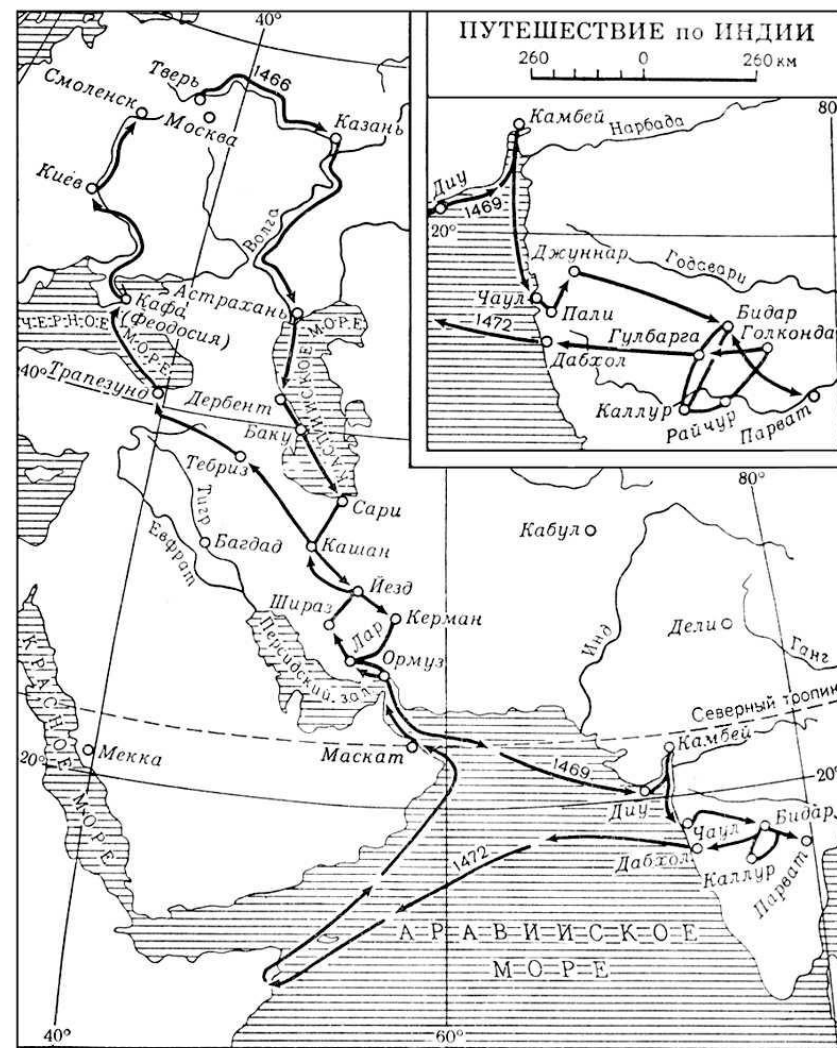 40°
Тверь
1466
Смоленск
Москва
Казань
Киев
Волга
Астрахань
Кафа
(Феодосия)
ЧЕРНОЕ
МОРЕ
КАСПИЙСКОЕ МОРЕ
40°
Трапезунд
Дербент
Баку
Тебриз
Сари
Тигр
Евфрат
Багдад
Кашан
Йезд
Шираз
Керман
Лар
Ормуз
Персидский зал.
КРАСНОЕ
МОРЕ
Мекка
20°
Маскат
Кабул
80°
Инд
Дели
Ганг
Северный тропик
Камбей
1469
Диу
20°
Чаул
Бидар
Дабхол
Каллур
Парват
1472
АРАВИЙСКОЕ
МОРЕ
40°
60°
ПУТЕШЕСТВИЕ по ИНДИИ
260
0
260 км
80°
Камбей
Нарбада
Диу
1469
20°
Джуннар
Годавари
Чаул
Пали
Бидар
1472
Гулбарга
Голконда
Дабхол
Каллур
Райчур
Парват